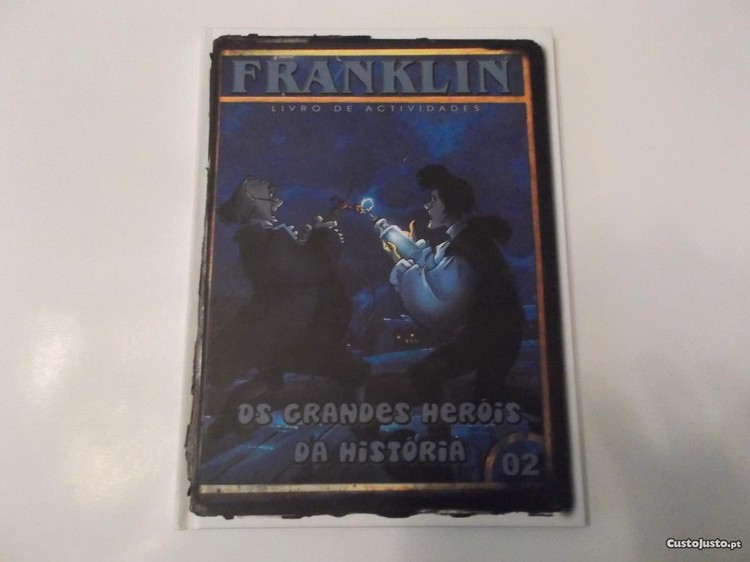 FRANKLIN
LIVRO DE ACTIVIDADES
OS GRANDES HERÓIS
DA HISTÓRIA
02
CustoJusto.pt